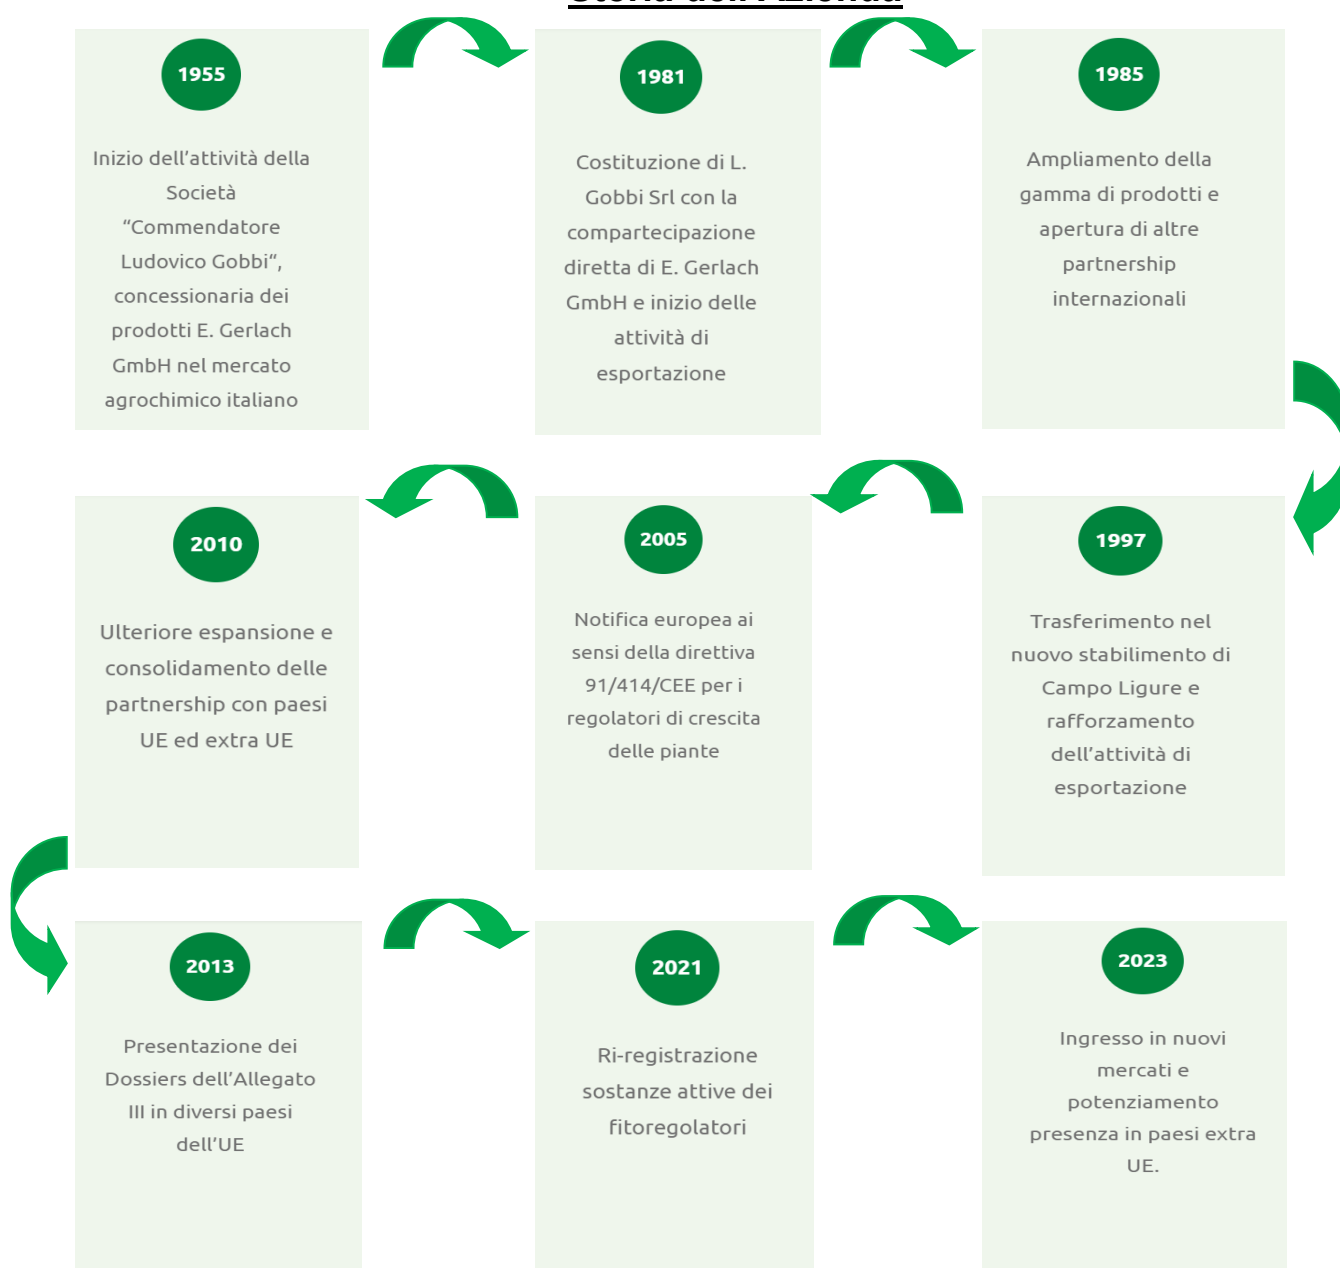 Storia dell'Azienda
1955
Inizio dell’attività della
Società
“Commendatore
Ludovico Gobbi“,
concessionaria dei
prodotti E. Gerlach
GmbH nel mercato
agrochimico italiano
1981
Costituzione di L.
Gobbi Srl con la
compartecipazione
diretta di E. Gerlach
GmbH e inizio delle
attività di
esportazione
1985
Ampliamento della
gamma di prodotti e
apertura di altre
partnership
internazionali
1997
Trasferimento nel
nuovo stabilimento di
Campo Ligure e
rafforzamento
dell’attività di
esportazione
2005
Notifica europea ai
sensi della direttiva
91/414/CEE per i
regolatori di crescita
delle piante
2010
Ulteriore espansione e
consolidamento delle
partnership con paesi
UE ed extra UE
2013
Presentazione dei
Dossiers dell’Allegato
III in diversi paesi
dell’UE
2021
Ri-registrazione
sostanze attive dei
fitoregolatori
2023
Ingresso in nuovi
mercati e
potenziamento
presenza in paesi extra
UE.